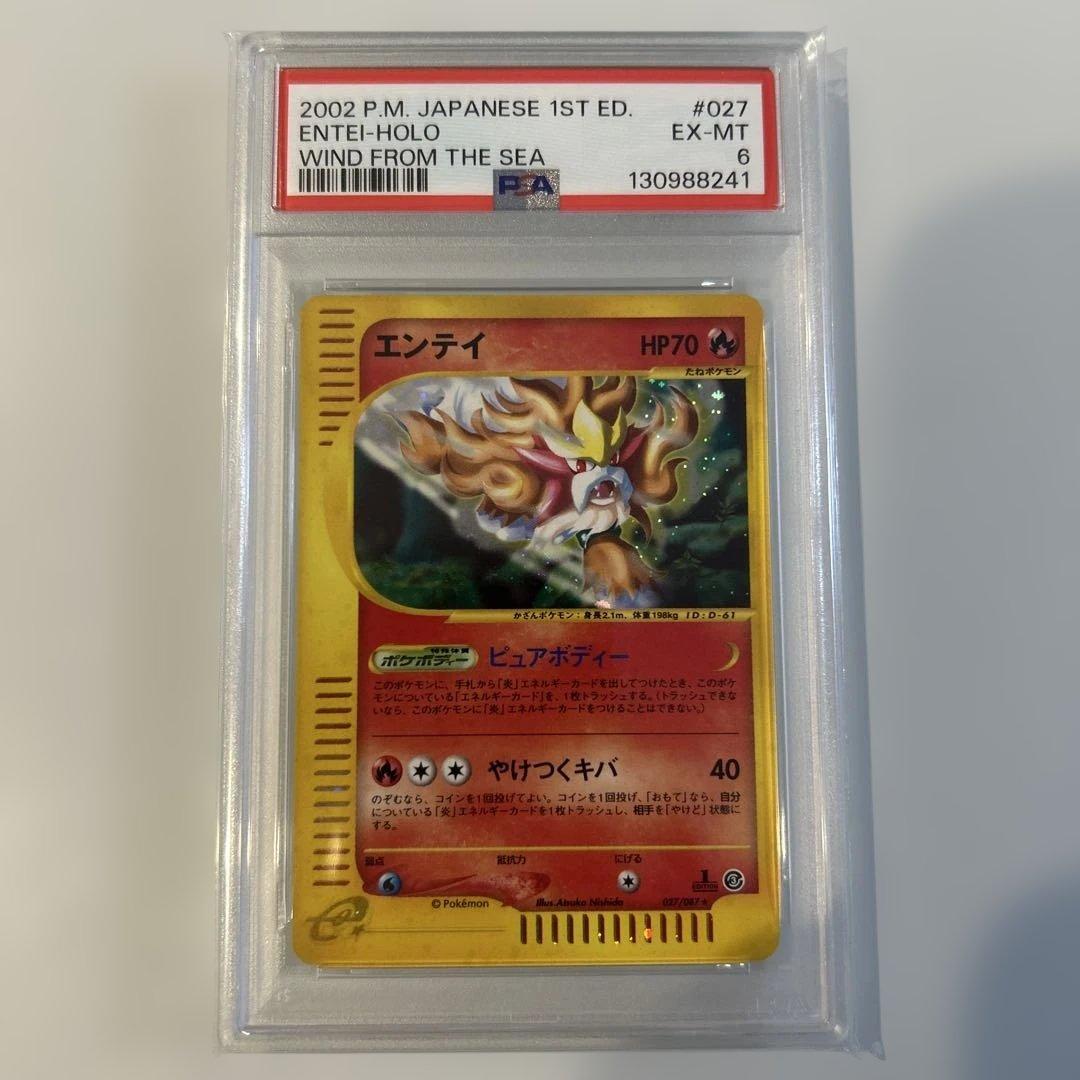 2002 P.M. JAPANESE 1ST ED. #027
ENTEI-HOLO EX-MT
WIND FROM THE SEA 6
PSA 130988241
エンテイ HP70
たねポケモン
かざんポケモン：身長2.1m、体重198kg ID:D-61
特殊体質
ポケボディー ピュアボディー
このポケモンに、手札から「炎」エネルギーカードを出してつけたとき、このポケ
モンについている「エネルギーカード」を、1枚トラッシュする。（トラッシュできな
いなら、このポケモンに「炎」エネルギーカードをつけることはできない。）
やけつくキバ 40
のぞむなら、コインを1回投げてよい。コインを1回投げ、「おもて」なら、自分
についている「炎」エネルギーカードを1枚トラッシュし、相手を「やけど」状態に
する。
弱点 抵抗力 にげる
1
EDITION 3
©Pokémon Illus.Atsuko Nishida 027/087★
e